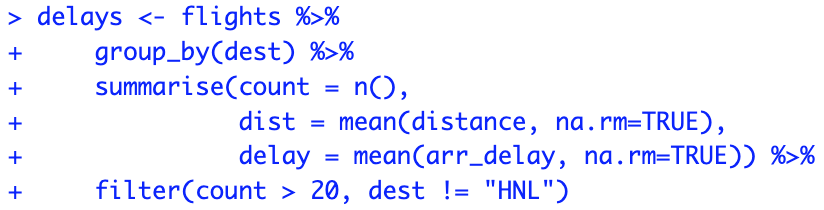 > delays <- flights %>%
+     group_by(dest) %>%
+     summarise(count = n(),
+               dist = mean(distance, na.rm=TRUE),
+               delay = mean(arr_delay, na.rm=TRUE)) %>%
+     filter(count > 20, dest != "HNL")